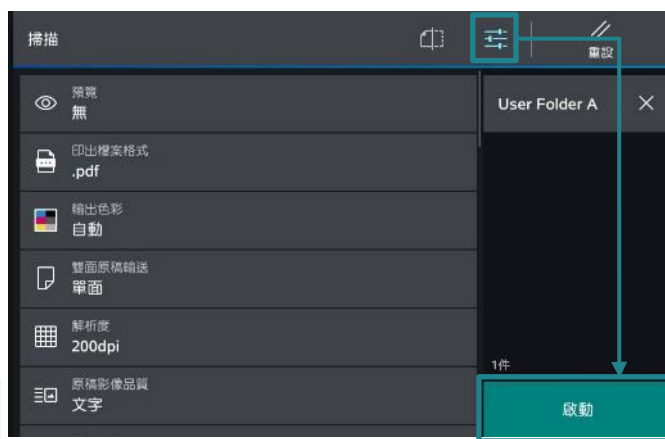 掃描
重設
預覽
無
User Folder A
印出檔案格式
.pdf
輸出色彩
自動
雙面原稿輸送
單面
解析度
200dpi
1件
原稿影像品質
文字
啟動